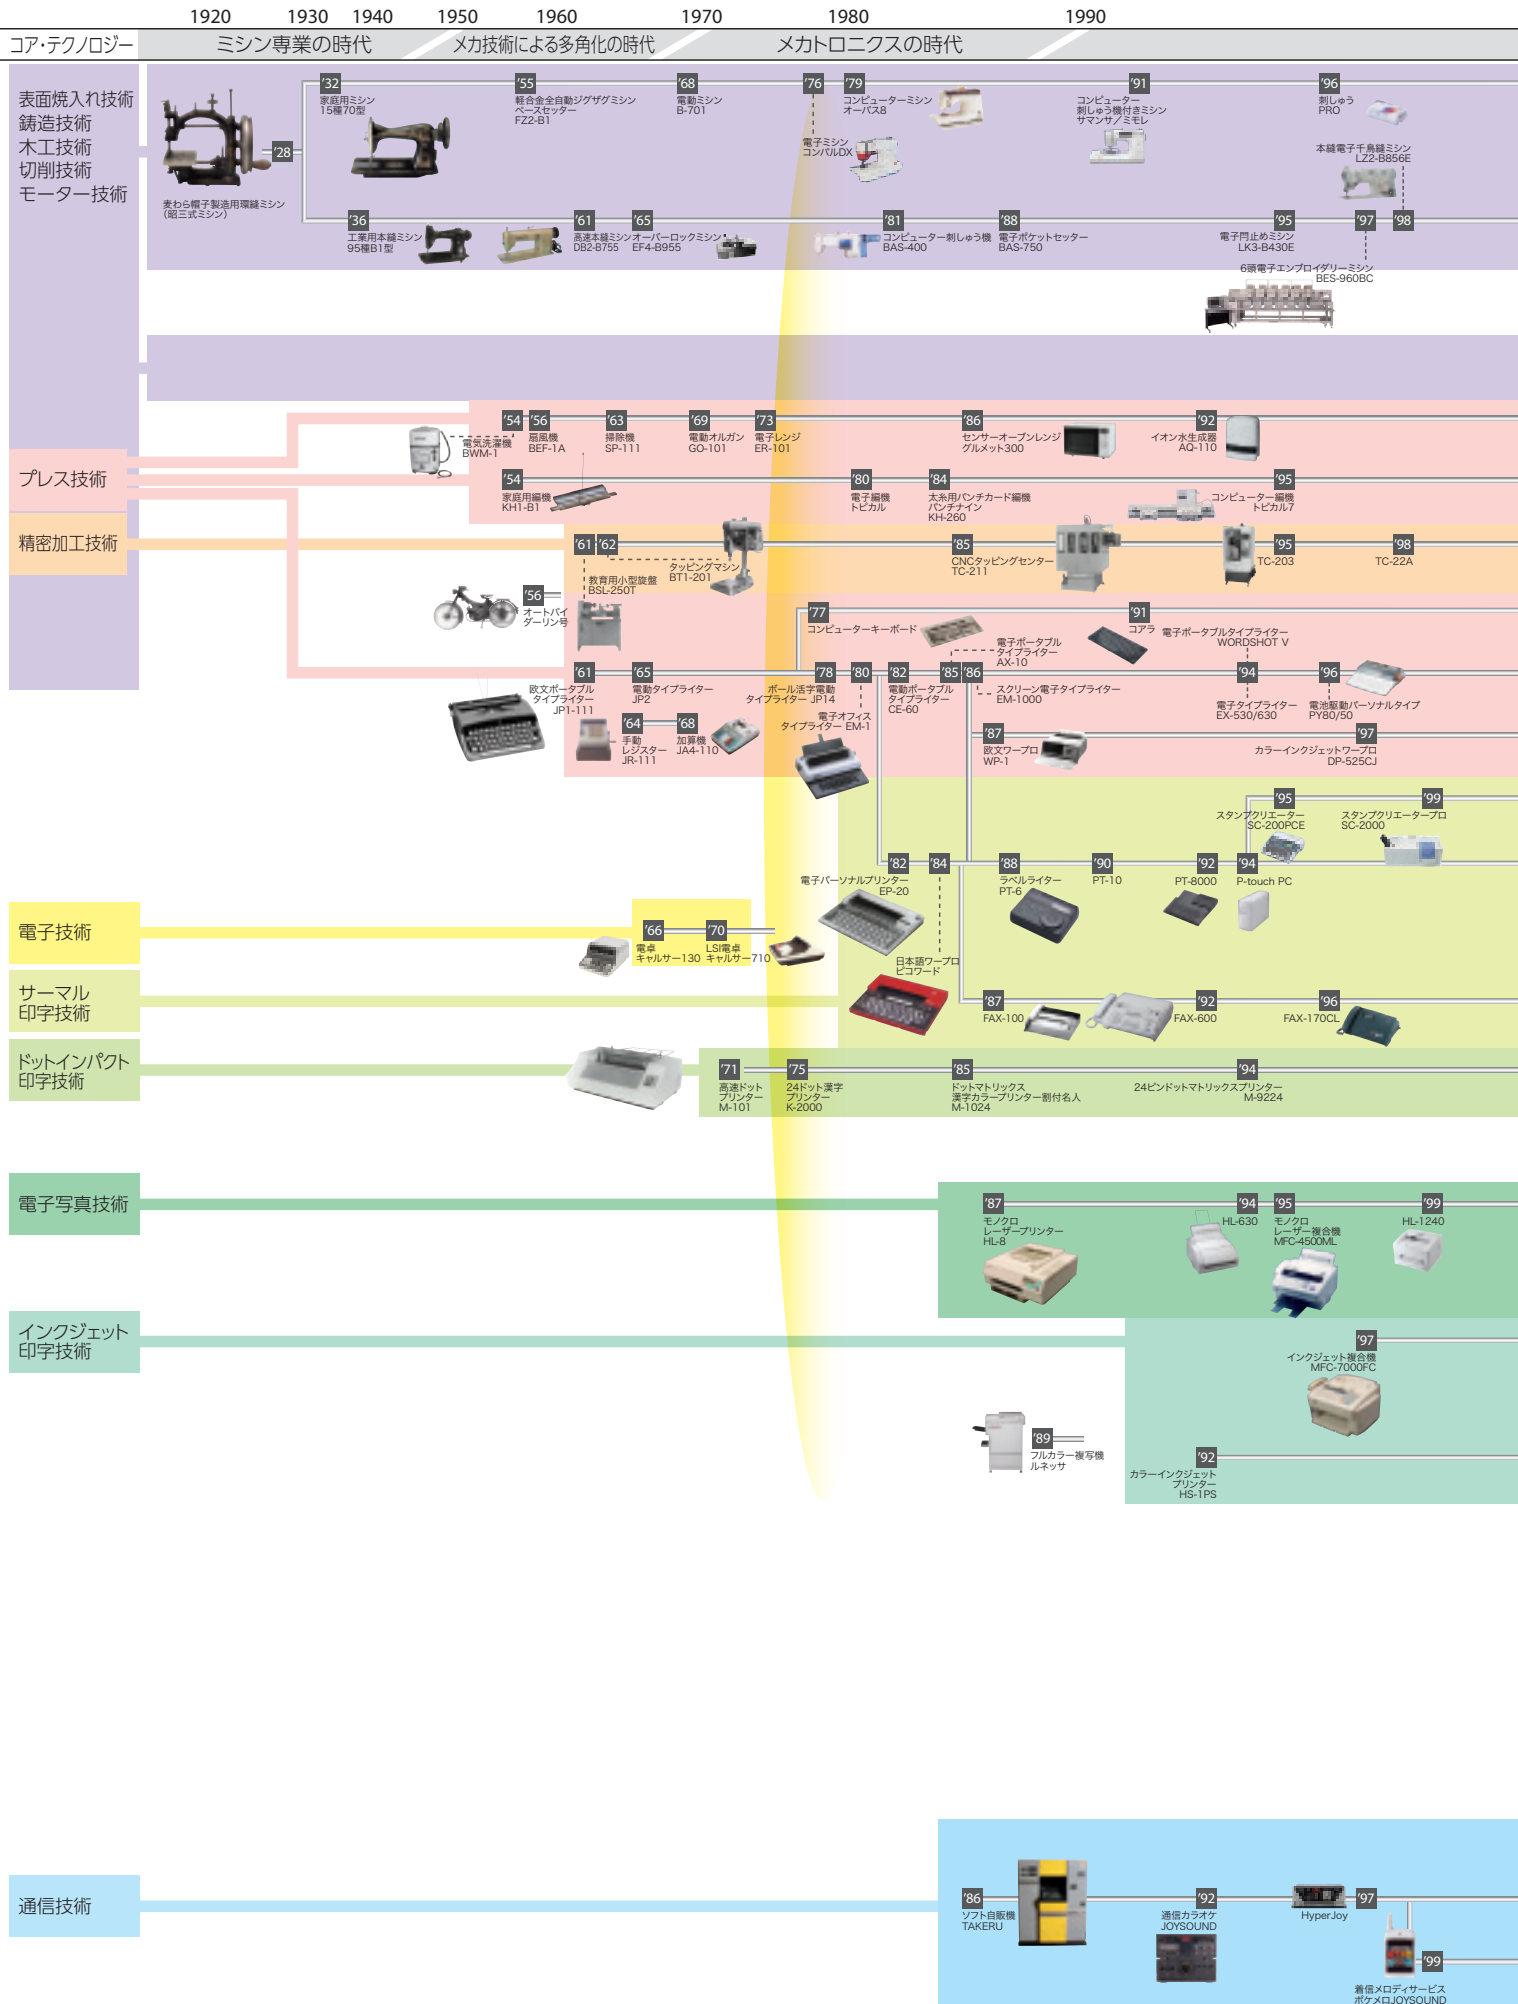 1920 1930 1940 1950 1960 1970 1980 1990
コア・テクノロジー
ミシン専業の時代
メカ技術による多角化の時代
メカトロニクスの時代
表面焼入れ技術
鋳造技術
木工技術
切削技術
モーター技術
'28
麦わら帽子製造用環縫ミシン
(昭三式ミシン)
'32
家庭用ミシン
15種70型
'55
軽合金全自動ジグザグミシン
ペースセッター
FZ2-B1
'68
電動ミシン
B-701
'76
電子ミシン
コンパルDX
'79
コンピューターミシン
オーパス8
'91
コンピューター
刺しゅう機付きミシン
サマンサ/ミモレ
'96
刺しゅう
PRO
本縫電子千鳥縫ミシン
LZ2-B856E
'36
工業用本縫ミシン
95種B1型
'61
高速本縫ミシン
DB2-B755
'65
オーバーロックミシン
EF4-B955
'81
コンピューター刺しゅう機
BAS-400
'88
電子ポケットセッター
BAS-750
'95
電子閂止めミシン
LK3-B430E
'97
'98
6頭電子エンブロイダリーミシン
BES-960BC
プレス技術
'54
電気洗濯機
BWM-1
'56
扇風機
BEF-1A
'63
掃除機
SP-111
'69
電動オルガン
GO-101
'73
電子レンジ
ER-101
'86
センサーオーブンレンジ
グルメット300
'92
イオン水生成器
AQ-110
'54
家庭用編機
KH1-B1
'80
電子編機
トピカル
'84
太糸用パンチカード編機
パンチナイン
KH-260
'95
コンピューター編機
トピカル7
精密加工技術
'61
教育用小型旋盤
BSL-250T
'62
タッピングマシン
BT1-201
'85
CNCタッピングセンター
TC-211
'95
TC-203
'98
TC-22A
'56
オートバイ
ダーリン号
'77
コンピューターキーボード
'91
コアラ
電子ポータブル
タイプライター
AX-10
電子ポータブルタイプライター
WORDSHOT V
'61
欧文ポータブル
タイプライター
JP1-111
'65
電動タイプライター
JP2
'78
ボール活字電動
タイプライター JP14
'80
電子オフィス
タイプライター EM-1
'82
電動ポータブル
タイプライター
CE-60
'85
'86
スクリーン電子タイプライター
EM-1000
'94
電子タイプライター
EX-530/630
'96
電池駆動パーソナルタイプ
PY80/50
'64
手動
レジスター
JR-111
'68
加算機
JA4-110
'87
欧文ワープロ
WP-1
'97
カラーインクジェットワープロ
DP-525CJ
'95
スタンプクリエーター
SC-200PCE
'99
スタンプクリエータープロ
SC-2000
'82
電子パーソナルプリンター
EP-20
'84
日本語ワープロ
ピコワード
'88
ラベルライター
PT-6
'90
PT-10
'92
PT-8000
'94
P-touch PC
電子技術
'66
電卓
キャルサー130
'70
LSI電卓
キャルサー710
サーマル
印字技術
'87
FAX-100
'92
FAX-600
'96
FAX-170CL
ドットインパクト
印字技術
'71
高速ドット
プリンター
M-101
'75
24ドット漢字
プリンター
K-2000
'85
ドットマトリックス
漢字カラープリンター割付名人
M-1024
'94
24ピンドットマトリックスプリンター
M-9224
電子写真技術
'87
モノクロ
レーザープリンター
HL-8
'94
HL-630
'95
モノクロ
レーザー複合機
MFC-4500ML
'99
HL-1240
インクジェット
印字技術
'97
インクジェット複合機
MFC-7000FC
'89
フルカラー複写機
ルネッサ
'92
カラーインクジェット
プリンター
HS-1PS
通信技術
'86
ソフト自販機
TAKERU
'92
通信カラオケ
JOYSOUND
HyperJoy
'97
'99
着信メロディサービス
ポケメロJOYSOUND